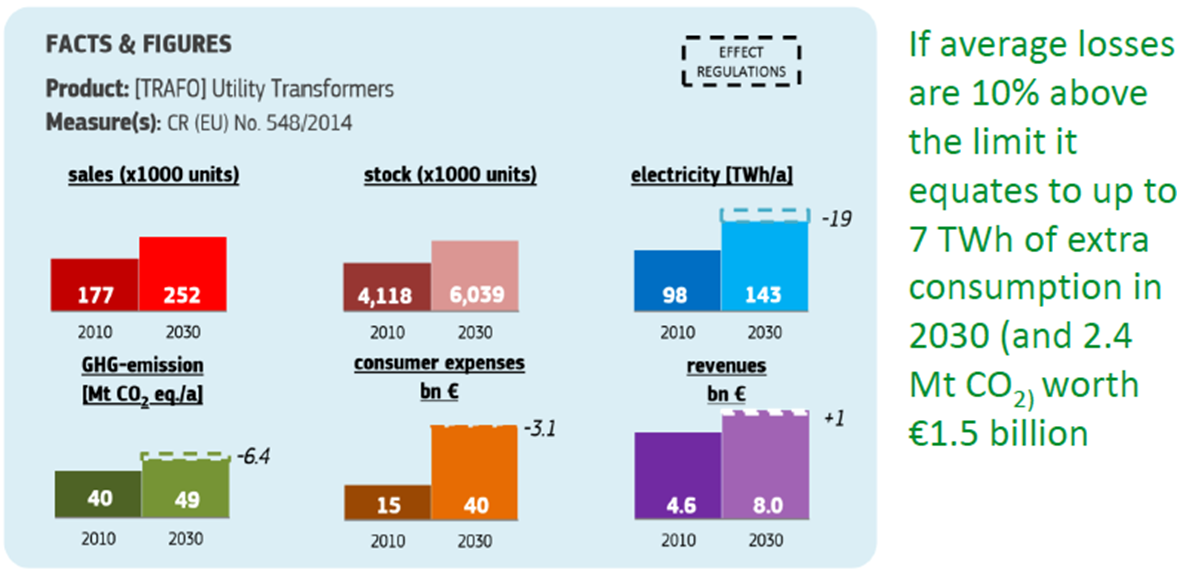 FACTS & FIGURES
EFFECT
REGULATIONS
Product: [TRAFO] Utility Transformers
Measure(s): CR (EU) No. 548/2014
sales (x1000 units)
177 252
2010 2030
stock (x1000 units)
4,118 6,039
2010 2030
electricity [TWh/a]
-19
98 143
2010 2030
GHG-emission
[Mt CO2 eq./a]
-6.4
40 49
2010 2030
consumer expenses
bn €
-3.1
15 40
2010 2030
revenues
bn €
+1
4.6 8.0
2010 2030
If average losses
are 10% above
the limit it
equates to up to
7 TWh of extra
consumption in
2030 (and 2.4
Mt CO2) worth
€1.5 billion